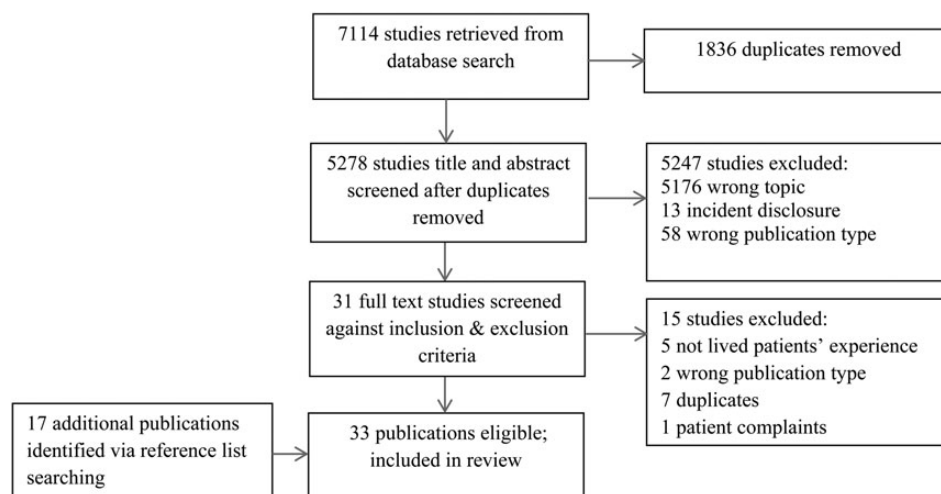 7114 studies retrieved from
database search
1836 duplicates removed
5278 studies title and abstract
screened after duplicates
removed
5247 studies excluded:
5176 wrong topic
13 incident disclosure
58 wrong publication type
31 full text studies screened
against inclusion & exclusion
criteria
15 studies excluded:
5 not lived patients’ experience
2 wrong publication type
7 duplicates
1 patient complaints
17 additional publications
identified via reference list
searching
33 publications eligible;
included in review